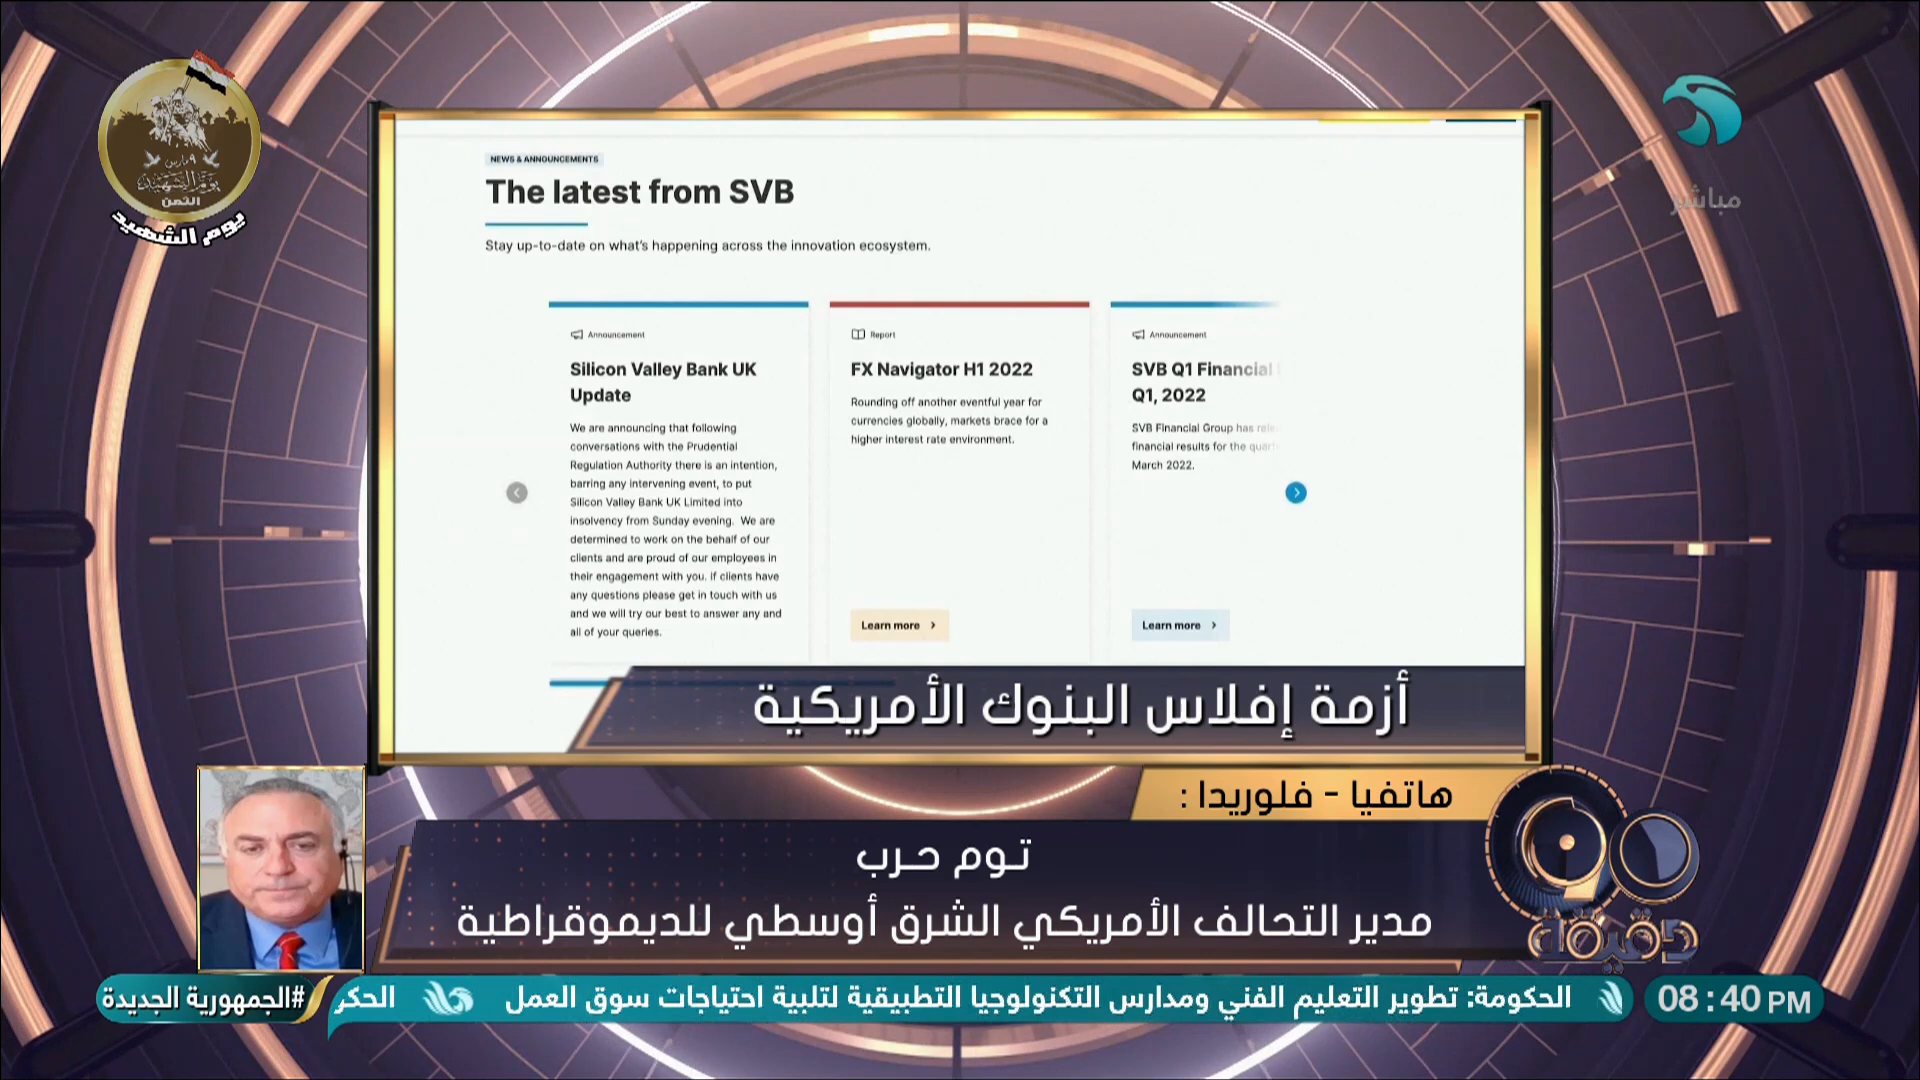 ٩ مارس
يوم الشهيد
الثمن
يوم الشهيد
مباشر
NEWS & ANNOUNCEMENTS
The latest from SVB
Stay up-to-date on what's happening across the innovation ecosystem.
Announcement
Silicon Valley Bank UK
Update
We are announcing that following
conversations with the Prudential
Regulation Authority there is an intention,
barring any intervening event, to put
Silicon Valley Bank UK Limited into
insolvency from Sunday evening. We are
determined to work on the behalf of our
clients and are proud of our employees in
their engagement with you. If clients have
any questions please get in touch with us
and we will try our best to answer any and
all of your queries.
Report
FX Navigator H1 2022
Rounding off another eventful year for
currencies globally, markets brace for a
higher interest rate environment.
Learn more
Announcement
SVB Q1 Financial
Q1, 2022
SVB Financial Group has rele
financial results for the quart
March 2022.
Learn more
أزمة إفلاس البنوك الأمريكية
هاتفيا - فلوريدا :
توم حرب
مدير التحالف الأمريكي الشرق أوسطي للديموقراطية
دقيقة
08:40 PM
الحكومة: تطوير التعليم الفني ومدارس التكنولوجيا التطبيقية لتلبية احتياجات سوق العمل
الحكر
#الجمهورية الجديدة